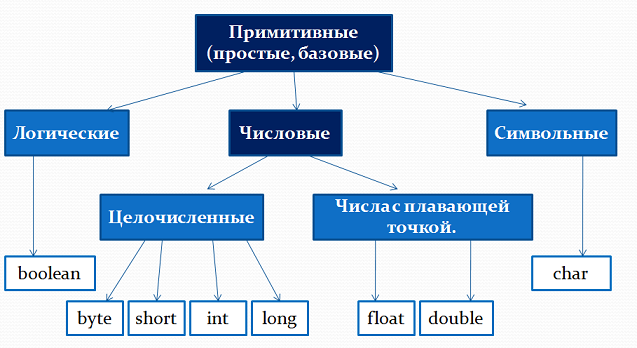 Примитивные
(простые, базовые)
Логические
Числовые
Символьные
Целочисленные
Числа с плавающей
точкой.
boolean
char
byte
short
int
long
float
double